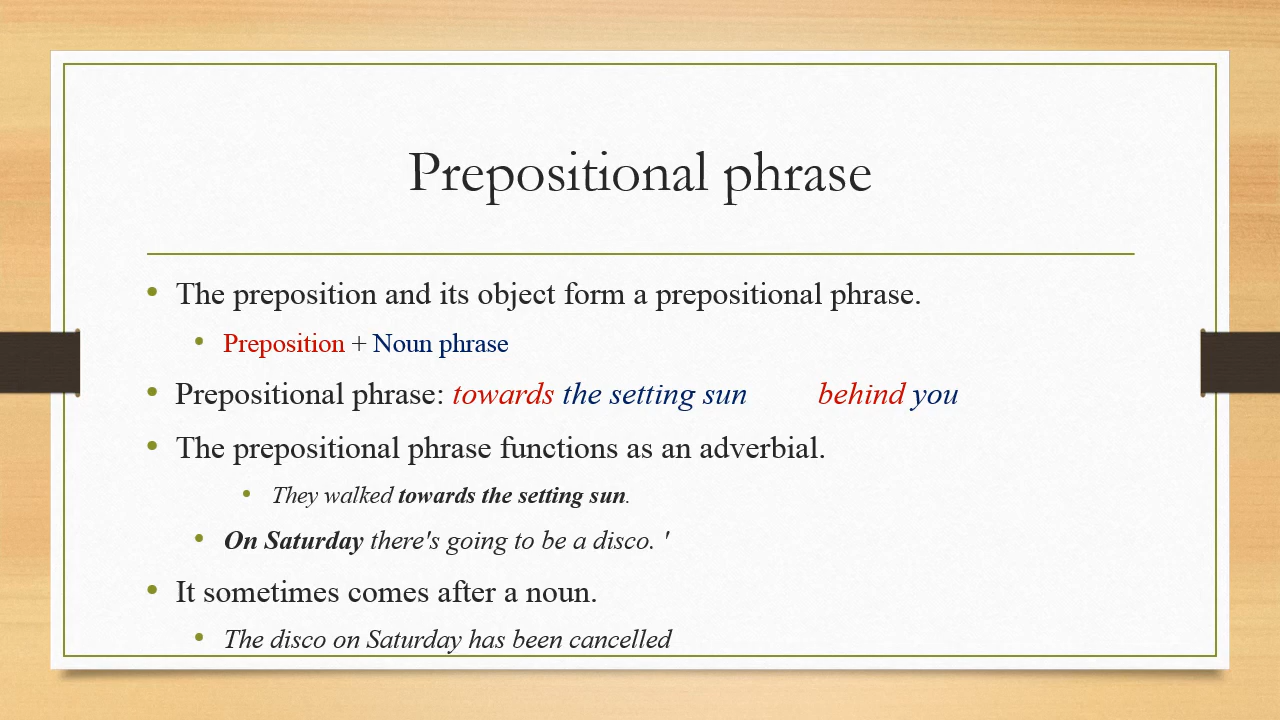 Prepositional phrase
• The preposition and its object form a prepositional phrase.
• Preposition + Noun phrase
• Prepositional phrase: towards the setting sun behind you
• The prepositional phrase functions as an adverbial.
• They walked towards the setting sun.
• On Saturday there's going to be a disco. '
• It sometimes comes after a noun.
• The disco on Saturday has been cancelled